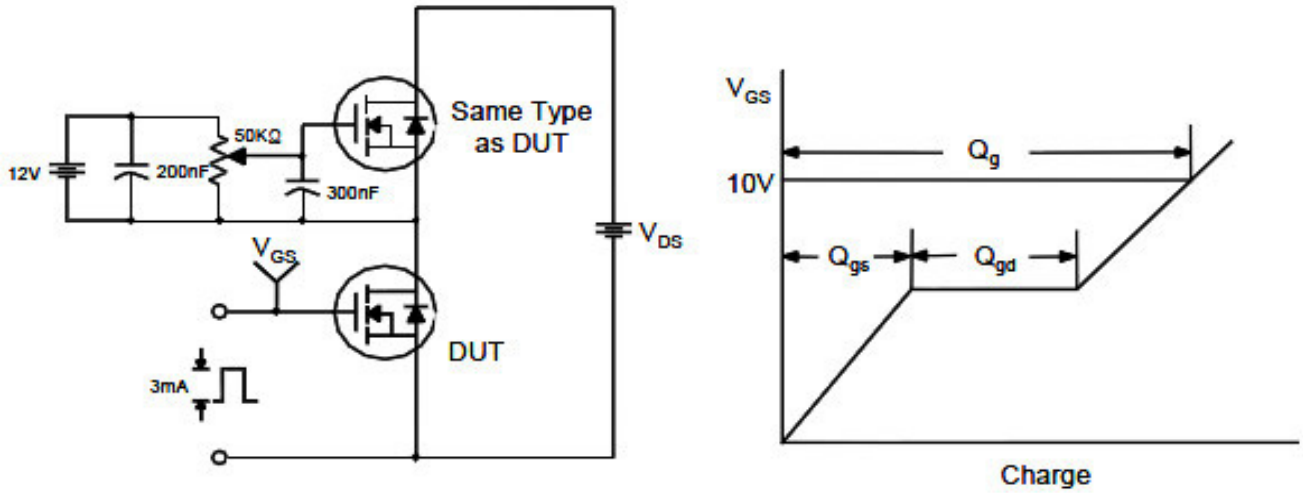 12V
200nF
50KΩ
300nF
Same Type
as DUT
V_GS
DUT
3mA
V_DS
V_GS
10V
Q_g
Q_gs
Q_gd
Charge